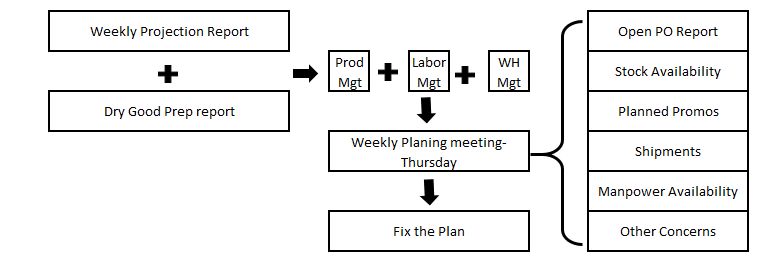 Weekly Projection Report
Dry Good Prep report
Prod
Mgt
Labor
Mgt
WH
Mgt
Weekly Planing meeting-
Thursday
Fix the Plan
Open PO Report
Stock Availability
Planned Promos
Shipments
Manpower Availability
Other Concerns